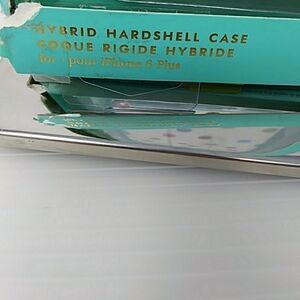 HYBRID HARDSHELL CASE
COQUE RIGIDE HYBRIDE
for · pour iPhone 6 Plus